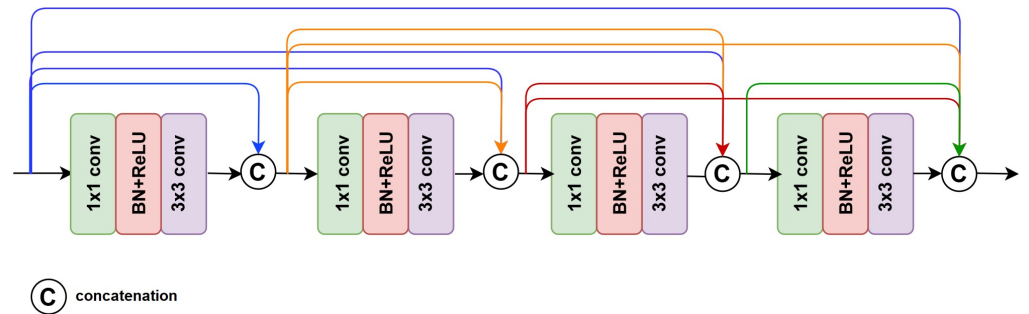 1x1 conv
BN+ReLU
3x3 conv
C
1x1 conv
BN+ReLU
3x3 conv
C
1x1 conv
BN+ReLU
3x3 conv
C
1x1 conv
BN+ReLU
3x3 conv
C
C concatenation